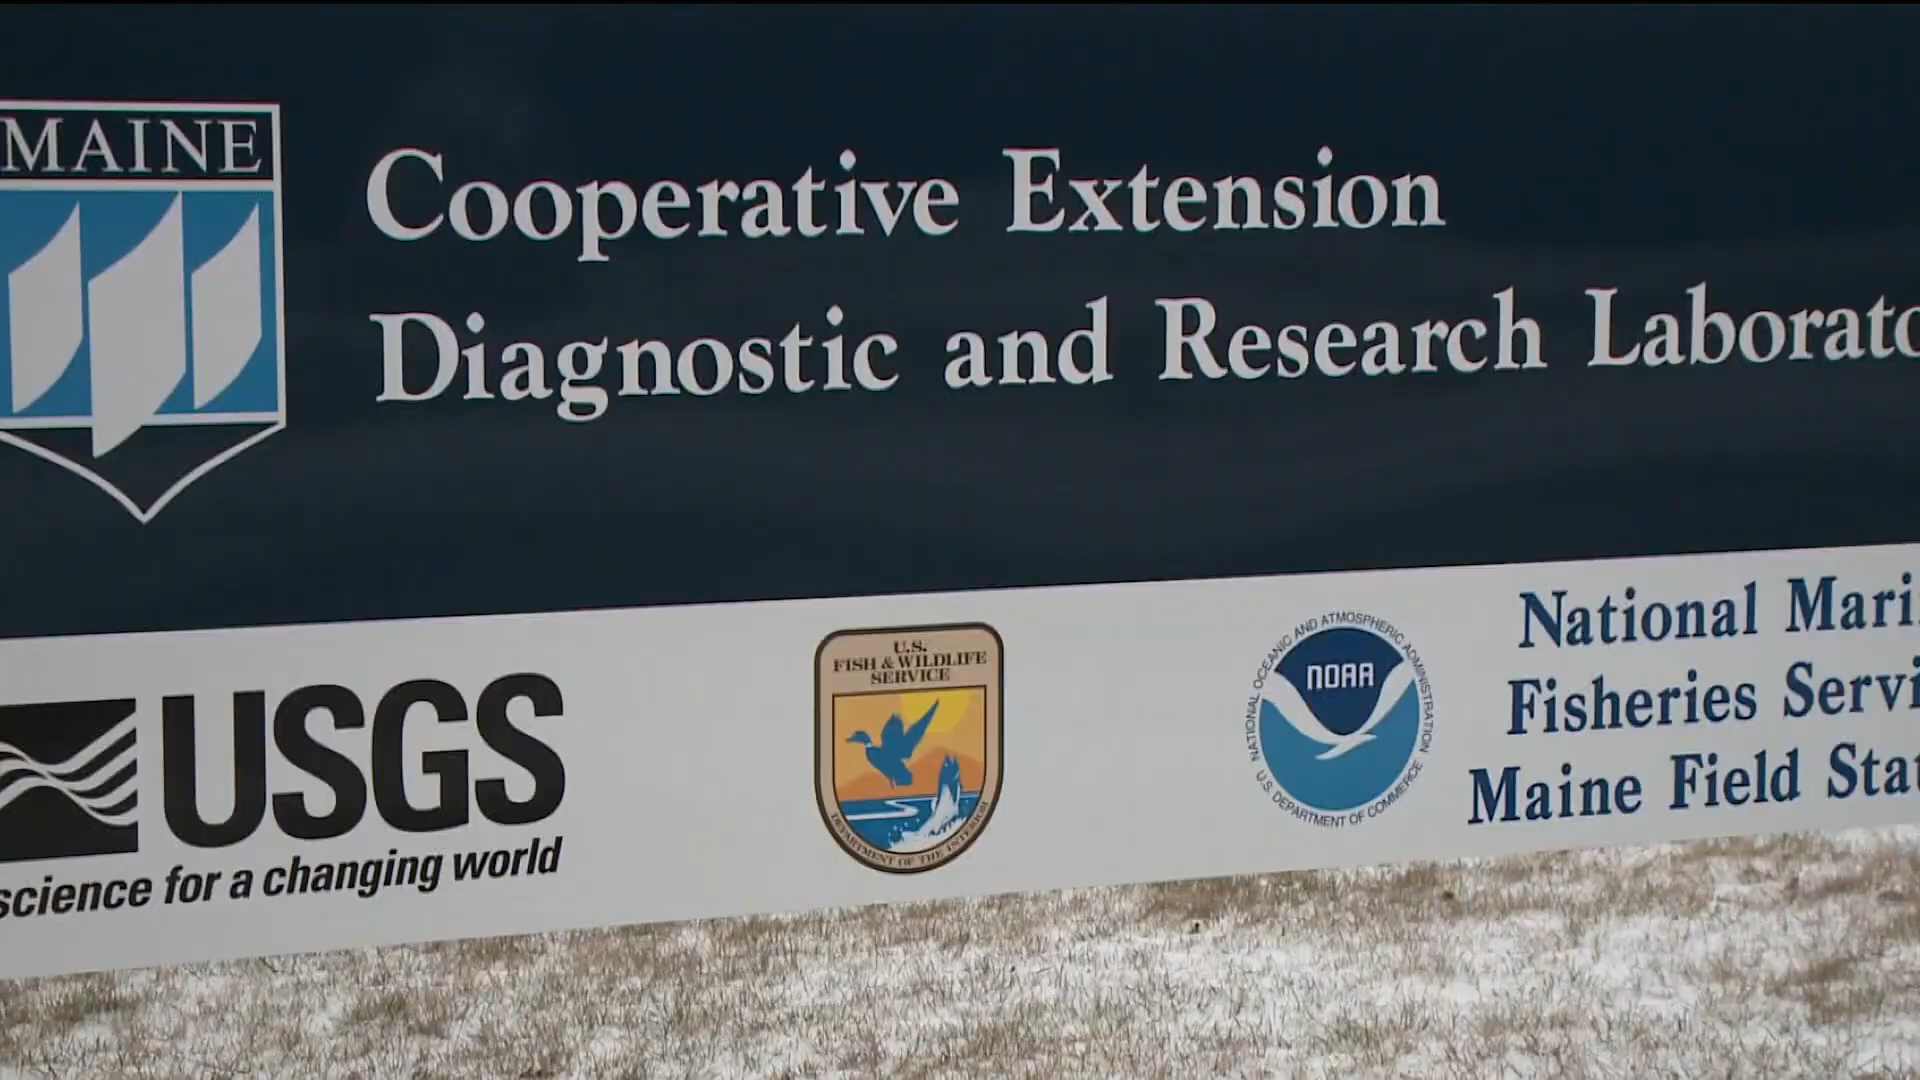 MAINE
Cooperative Extension
Diagnostic and Research Laborato
USGS
science for a changing world
U.S.
FISH & WILDLIFE
SERVICE
DEPARTMENT OF THE INTERIOR
NATIONAL OCEANIC AND ATMOSPHERIC ADMINISTRATION
NOAA
U.S. DEPARTMENT OF COMMERCE
National Mari
Fisheries Servi
Maine Field Stat